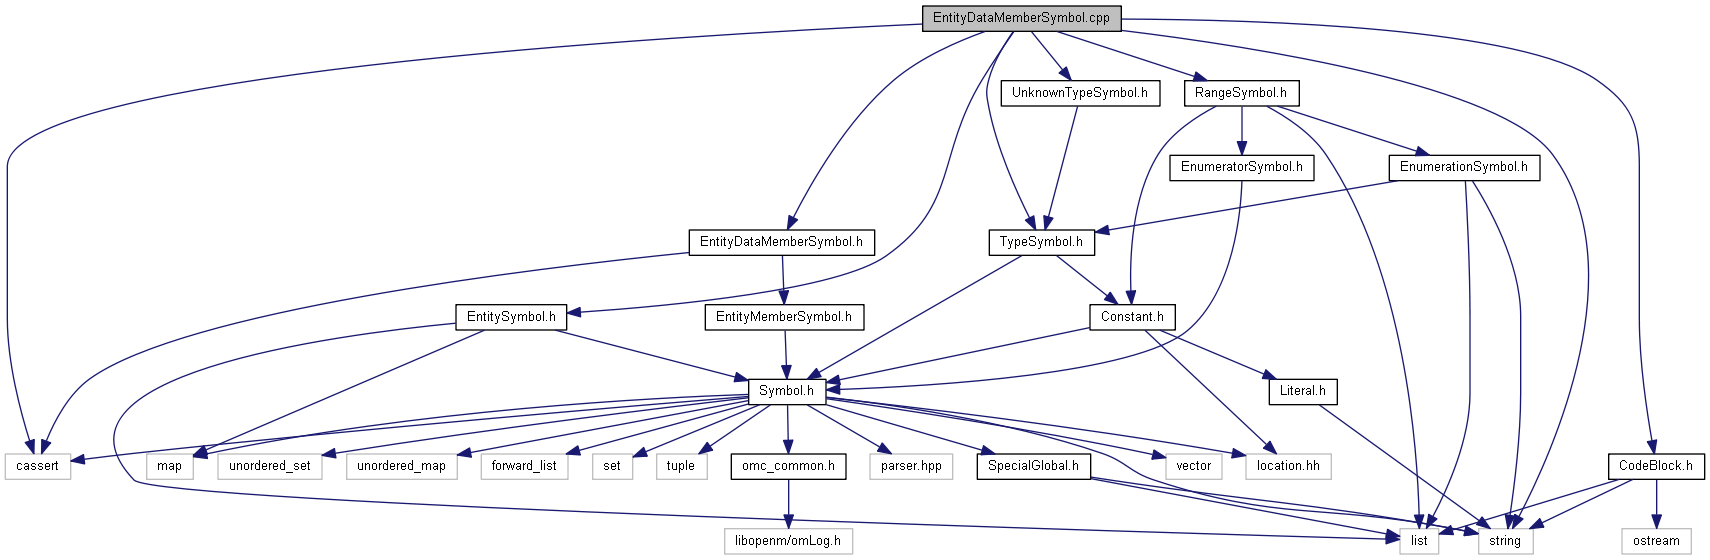 EntityDataMemberSymbol.cpp
UnknownTypeSymbol.h
RangeSymbol.h
EnumeratorSymbol.h
EnumerationSymbol.h
EntityDataMemberSymbol.h
TypeSymbol.h
EntitySymbol.h
EntityMemberSymbol.h
Constant.h
Symbol.h
Literal.h
cassert
map
unordered_set
unordered_map
forward_list
set
tuple
omc_common.h
parser.hpp
SpecialGlobal.h
vector
location.hh
CodeBlock.h
libopenm/omLog.h
list
string
ostream